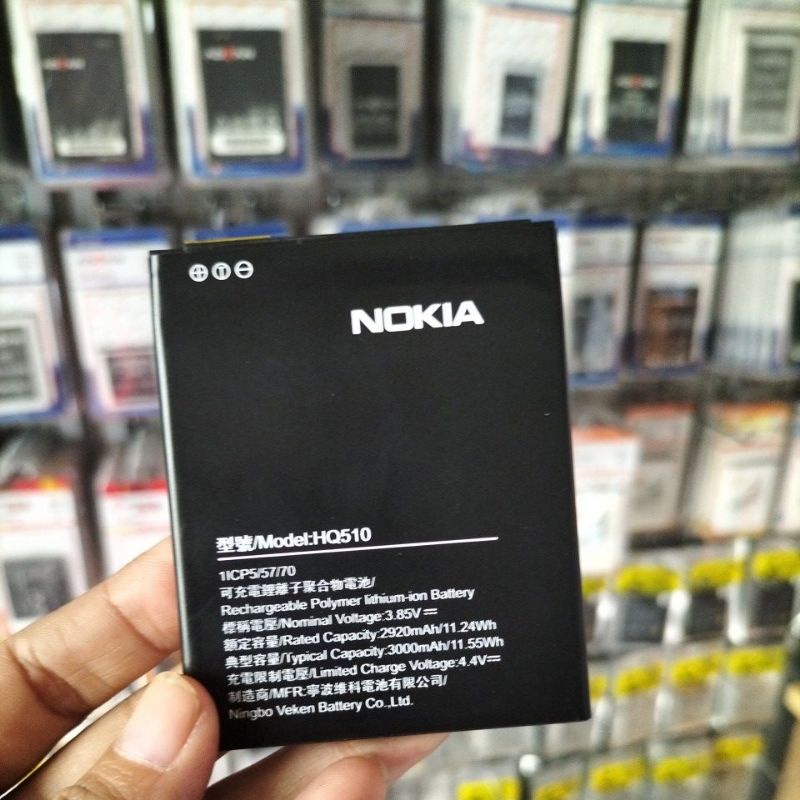 NOKIA
型號/Model:HQ510
1ICP5/57/70
可充電鋰離子聚合物電池/
Rechargeable Polymer lithium-ion Battery
標稱電壓/Nominal Voltage:3.85V⎓
額定容量/Rated Capacity:2920mAh/11.24Wh
典型容量/Typical Capacity:3000mAh/11.55Wh
充電限制電壓/Limited Charge Voltage:4.4V⎓
制造商/MFR:寧波维科電池有限公司/
Ningbo Veken Battery Co.,Ltd.